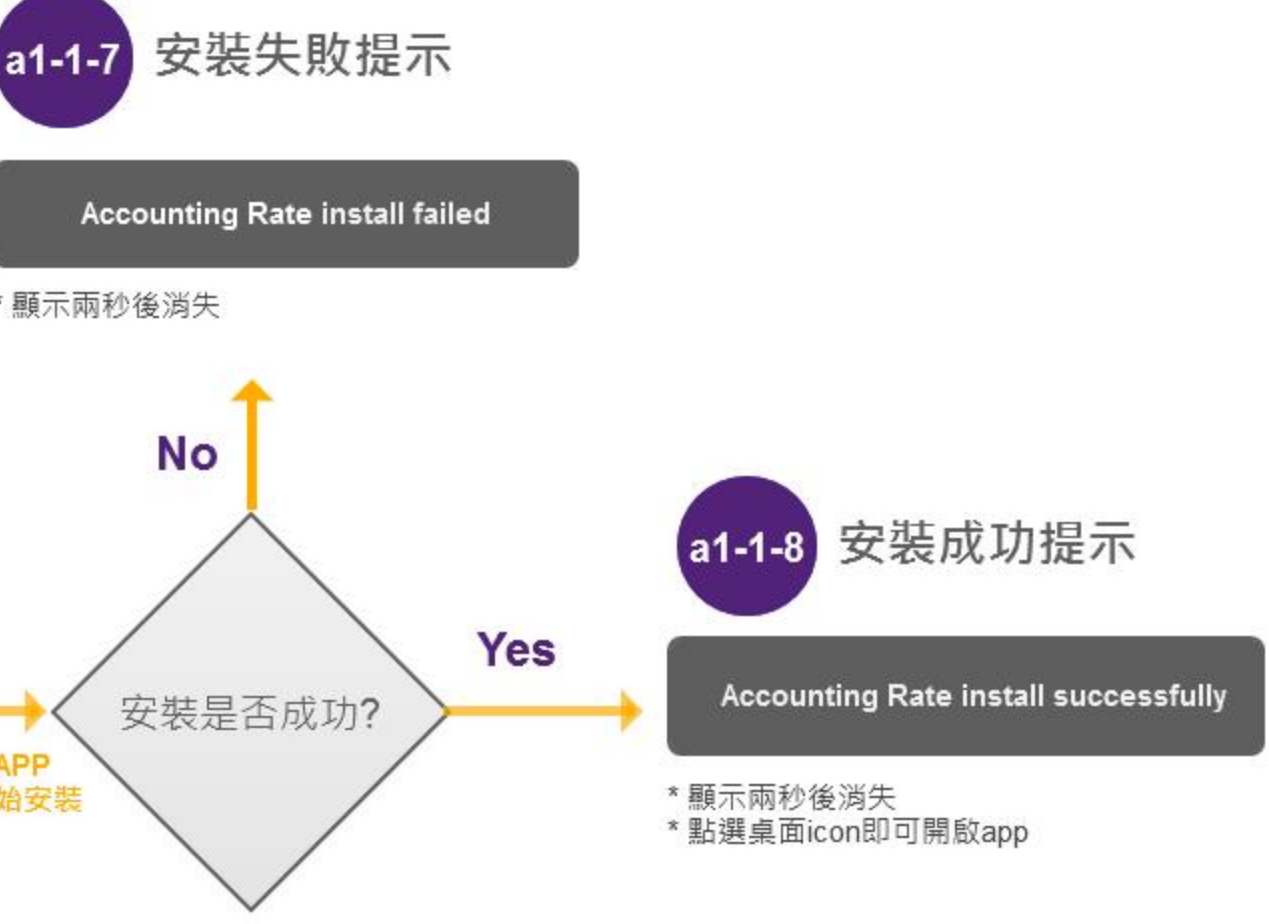 a1-1-7 安裝失敗提示
Accounting Rate install failed
* 顯示兩秒後消失
No
a1-1-8 安裝成功提示
Yes
Accounting Rate install successfully
安裝是否成功?
APP
始安裝
* 顯示兩秒後消失
* 點選桌面icon即可開啟app